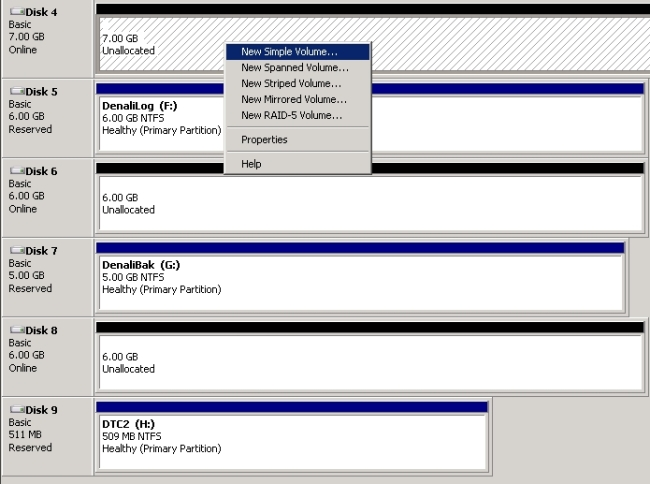 Disk 4
Basic
7.00 GB
Online
7.00 GB
Unallocated
New Simple Volume...
New Spanned Volume...
New Striped Volume...
New Mirrored Volume...
New RAID-5 Volume...
Properties
Help
Disk 5
Basic
6.00 GB
Reserved
DenaliLog (F:)
6.00 GB NTFS
Healthy (Primary Partition)
Disk 6
Basic
6.00 GB
Online
6.00 GB
Unallocated
Disk 7
Basic
5.00 GB
Reserved
DenaliBak (G:)
5.00 GB NTFS
Healthy (Primary Partition)
Disk 8
Basic
6.00 GB
Online
6.00 GB
Unallocated
Disk 9
Basic
511 MB
Reserved
DTC2 (H:)
509 MB NTFS
Healthy (Primary Partition)